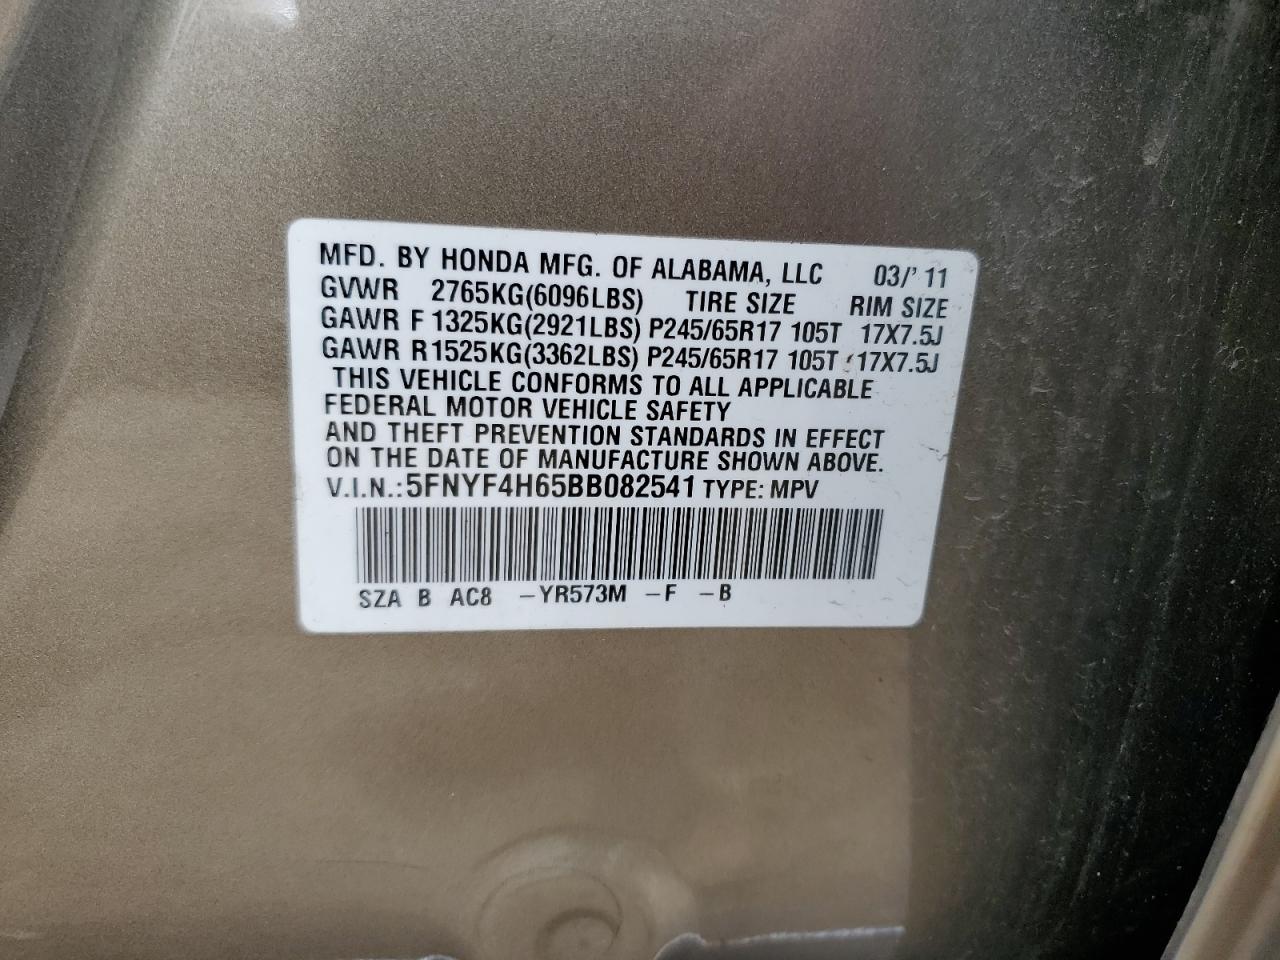 MFD. BY HONDA MFG. OF ALABAMA, LLC 03/' 11
GVWR 2765KG(6096LBS) TIRE SIZE RIM SIZE
GAWR F 1325KG(2921LBS) P245/65R17 105T 17X7.5J
GAWR R1525KG(3362LBS) P245/65R17 105T 17X7.5J
THIS VEHICLE CONFORMS TO ALL APPLICABLE
FEDERAL MOTOR VEHICLE SAFETY
AND THEFT PREVENTION STANDARDS IN EFFECT
ON THE DATE OF MANUFACTURE SHOWN ABOVE.
V.I.N.:5FNYF4H65BB082541 TYPE: MPV
SZA B AC8 -YR573M -F -B